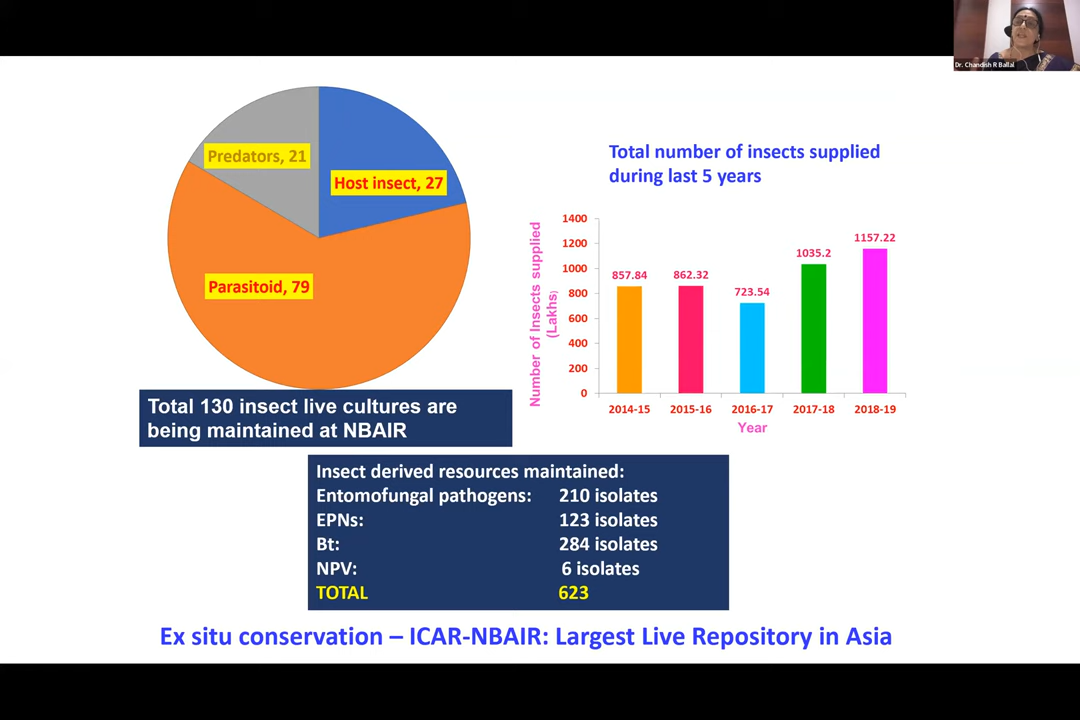 Dr. Chandish R Ballal
Predators, 21
Host insect, 27
Parasitoid, 79
Total 130 insect live cultures are
being maintained at NBAIR
Total number of insects supplied
during last 5 years
Number of Insects supplied
(Lakhs)
1400
1200
1000
800
600
400
200
0
857.84
862.32
723.54
1035.2
1157.22
2014-15
2015-16
2016-17
2017-18
2018-19
Year
Insect derived resources maintained:
Entomofungal pathogens: 210 isolates
EPNs: 123 isolates
Bt: 284 isolates
NPV: 6 isolates
TOTAL 623
Ex situ conservation – ICAR-NBAIR: Largest Live Repository in Asia